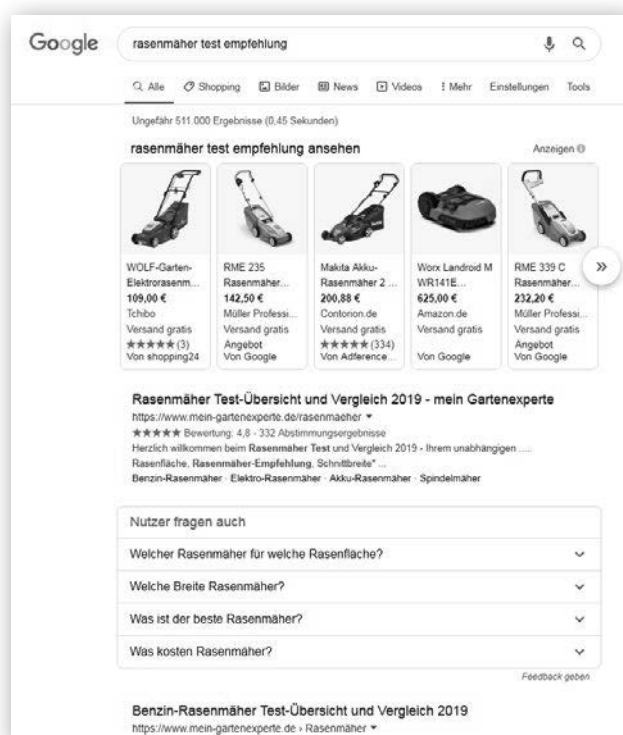 Google
rasenmäher test empfehlung
Alle Shopping Bilder News Videos Mehr Einstellungen Tools
Ungefähr 511.000 Ergebnisse (0,45 Sekunden)
rasenmäher test empfehlung ansehen Anzeigen
WOLF-Garten-
Elektrorasenm...
109,00 €
Tchibo
Versand gratis
★★★★★ (3)
Von shopping24
RME 235
Rasenmäher...
142,50 €
Müller Professi...
Versand gratis
Angebot
Von Google
Makita Akku-
Rasenmäher 2 ...
200,88 €
Contorion.de
Versand gratis
★★★★★ (334)
Von Adference...
Worx Landroid M
WR141E...
625,00 €
Amazon.de
Versand gratis
Von Google
RME 339 C
Rasenmäher...
232,20 €
Müller Professi...
Versand gratis
Angebot
Von Google
Rasenmäher Test-Übersicht und Vergleich 2019 - mein Gartenexperte
https://www.mein-gartenexperte.de/rasenmaeher
★★★★★ Bewertung: 4,8 - 332 Abstimmungsergebnisse
Herzlich willkommen beim Rasenmäher Test und Vergleich 2019 - Ihrem unabhängigen .....
Rasenfläche, Rasenmäher-Empfehlung, Schnittbreite" ...
Benzin-Rasenmäher · Elektro-Rasenmäher · Akku-Rasenmäher · Spindelmäher
Nutzer fragen auch
Welcher Rasenmäher für welche Rasenfläche?
Welche Breite Rasenmäher?
Was ist der beste Rasenmäher?
Was kosten Rasenmäher?
Feedback geben
Benzin-Rasenmäher Test-Übersicht und Vergleich 2019
https://www.mein-gartenexperte.de › Rasenmäher